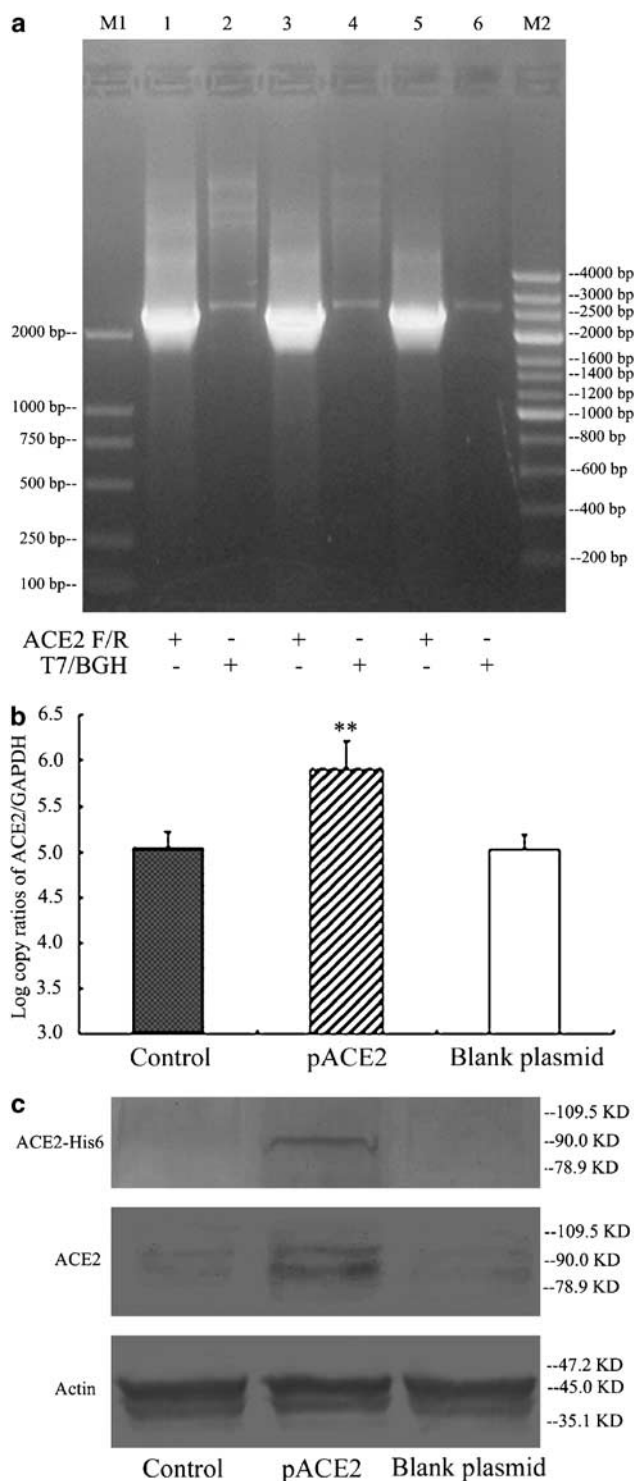 a
M1 1 2 3 4 5 6 M2
2000 bp--
1000 bp--
750 bp--
500 bp--
250 bp--
100 bp--
--4000 bp
--3000 bp
--2500 bp
--2000 bp
--1600 bp
--1400 bp
--1200 bp
--1000 bp
--800 bp
--600 bp
--400 bp
--200 bp
ACE2 F/R + - + - + -
T7/BGH - + - + - +
b
Log copy ratios of ACE2/GAPDH
6.5
6.0
5.5
5.0
4.5
4.0
3.5
3.0
**
Control pACE2 Blank plasmid
c
ACE2-His6
--109.5 KD
--90.0 KD
--78.9 KD
ACE2
--109.5 KD
--90.0 KD
--78.9 KD
Actin
--47.2 KD
--45.0 KD
--35.1 KD
Control pACE2 Blank plasmid